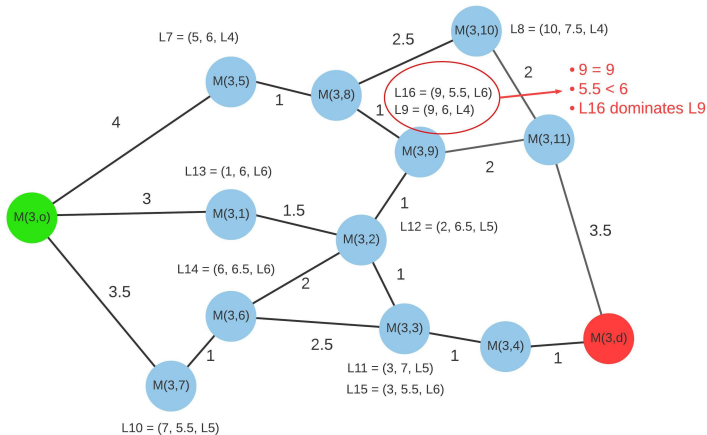 L7 = (5, 6, L4)
2.5
M(3,10)
L8 = (10, 7.5, L4)
M(3,5)
1
M(3,8)
L16 = (9, 5.5, L6)
L9 = (9, 6, L4)
2
• 9 = 9
• 5.5 < 6
• L16 dominates L9
4
1
M(3,9)
2
M(3,11)
L13 = (1, 6, L6)
3
M(3,o)
M(3,1)
1.5
1
M(3,2)
L12 = (2, 6.5, L5)
3.5
L14 = (6, 6.5, L6)
2
1
3.5
M(3,6)
2.5
M(3,3)
1
M(3,4)
1
M(3,d)
1
M(3,7)
L11 = (3, 7, L5)
L15 = (3, 5.5, L6)
L10 = (7, 5.5, L5)